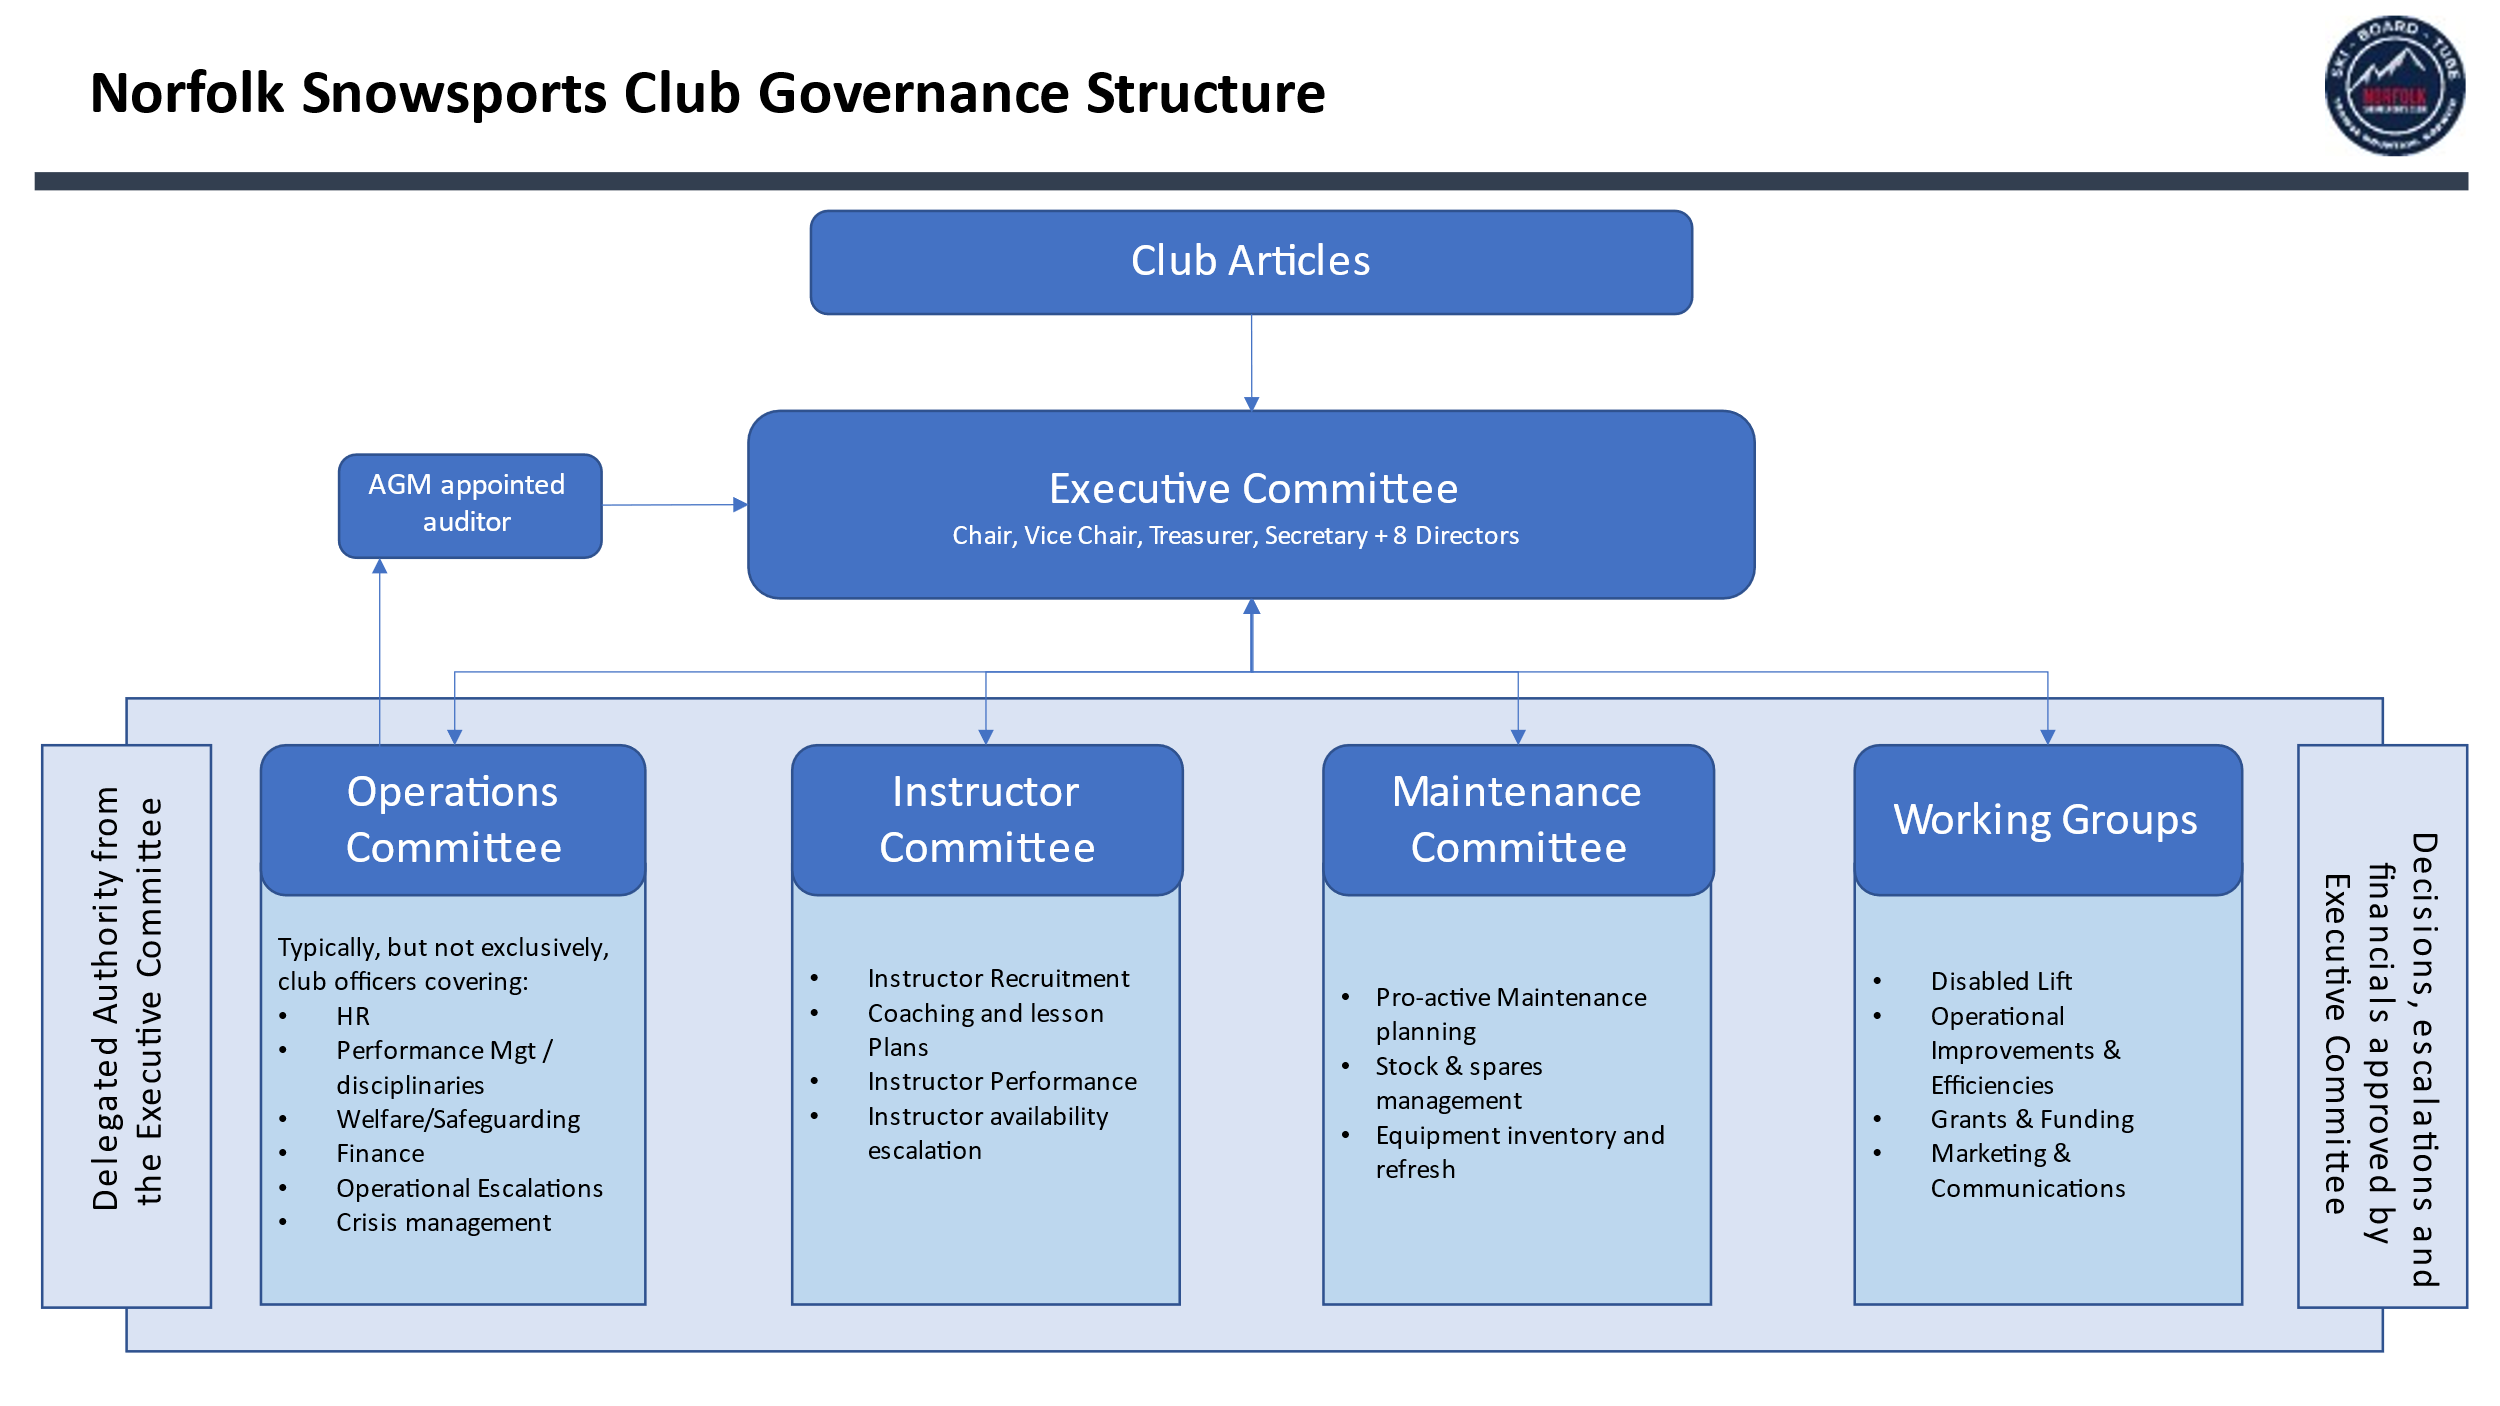 Norfolk Snowsports Club Governance Structure
SKI - BOARD - TUBE
NORFOLK
Club Articles
AGM appointed
auditor
Executive Committee
Chair, Vice Chair, Treasurer, Secretary + 8 Directors
Delegated Authority from
the Executive Committee
Operations
Committee
Typically, but not exclusively,
club officers covering:
• HR
• Performance Mgt /
disciplinaries
• Welfare/Safeguarding
• Finance
• Operational Escalations
• Crisis management
Instructor
Committee
• Instructor Recruitment
• Coaching and lesson
Plans
• Instructor Performance
• Instructor availability
escalation
Maintenance
Committee
• Pro-active Maintenance
planning
• Stock & spares
management
• Equipment inventory and
refresh
Working Groups
• Disabled Lift
• Operational
Improvements &
Efficiencies
• Grants & Funding
• Marketing &
Communications
Decisions, escalations and
financials approved by
Executive Committee